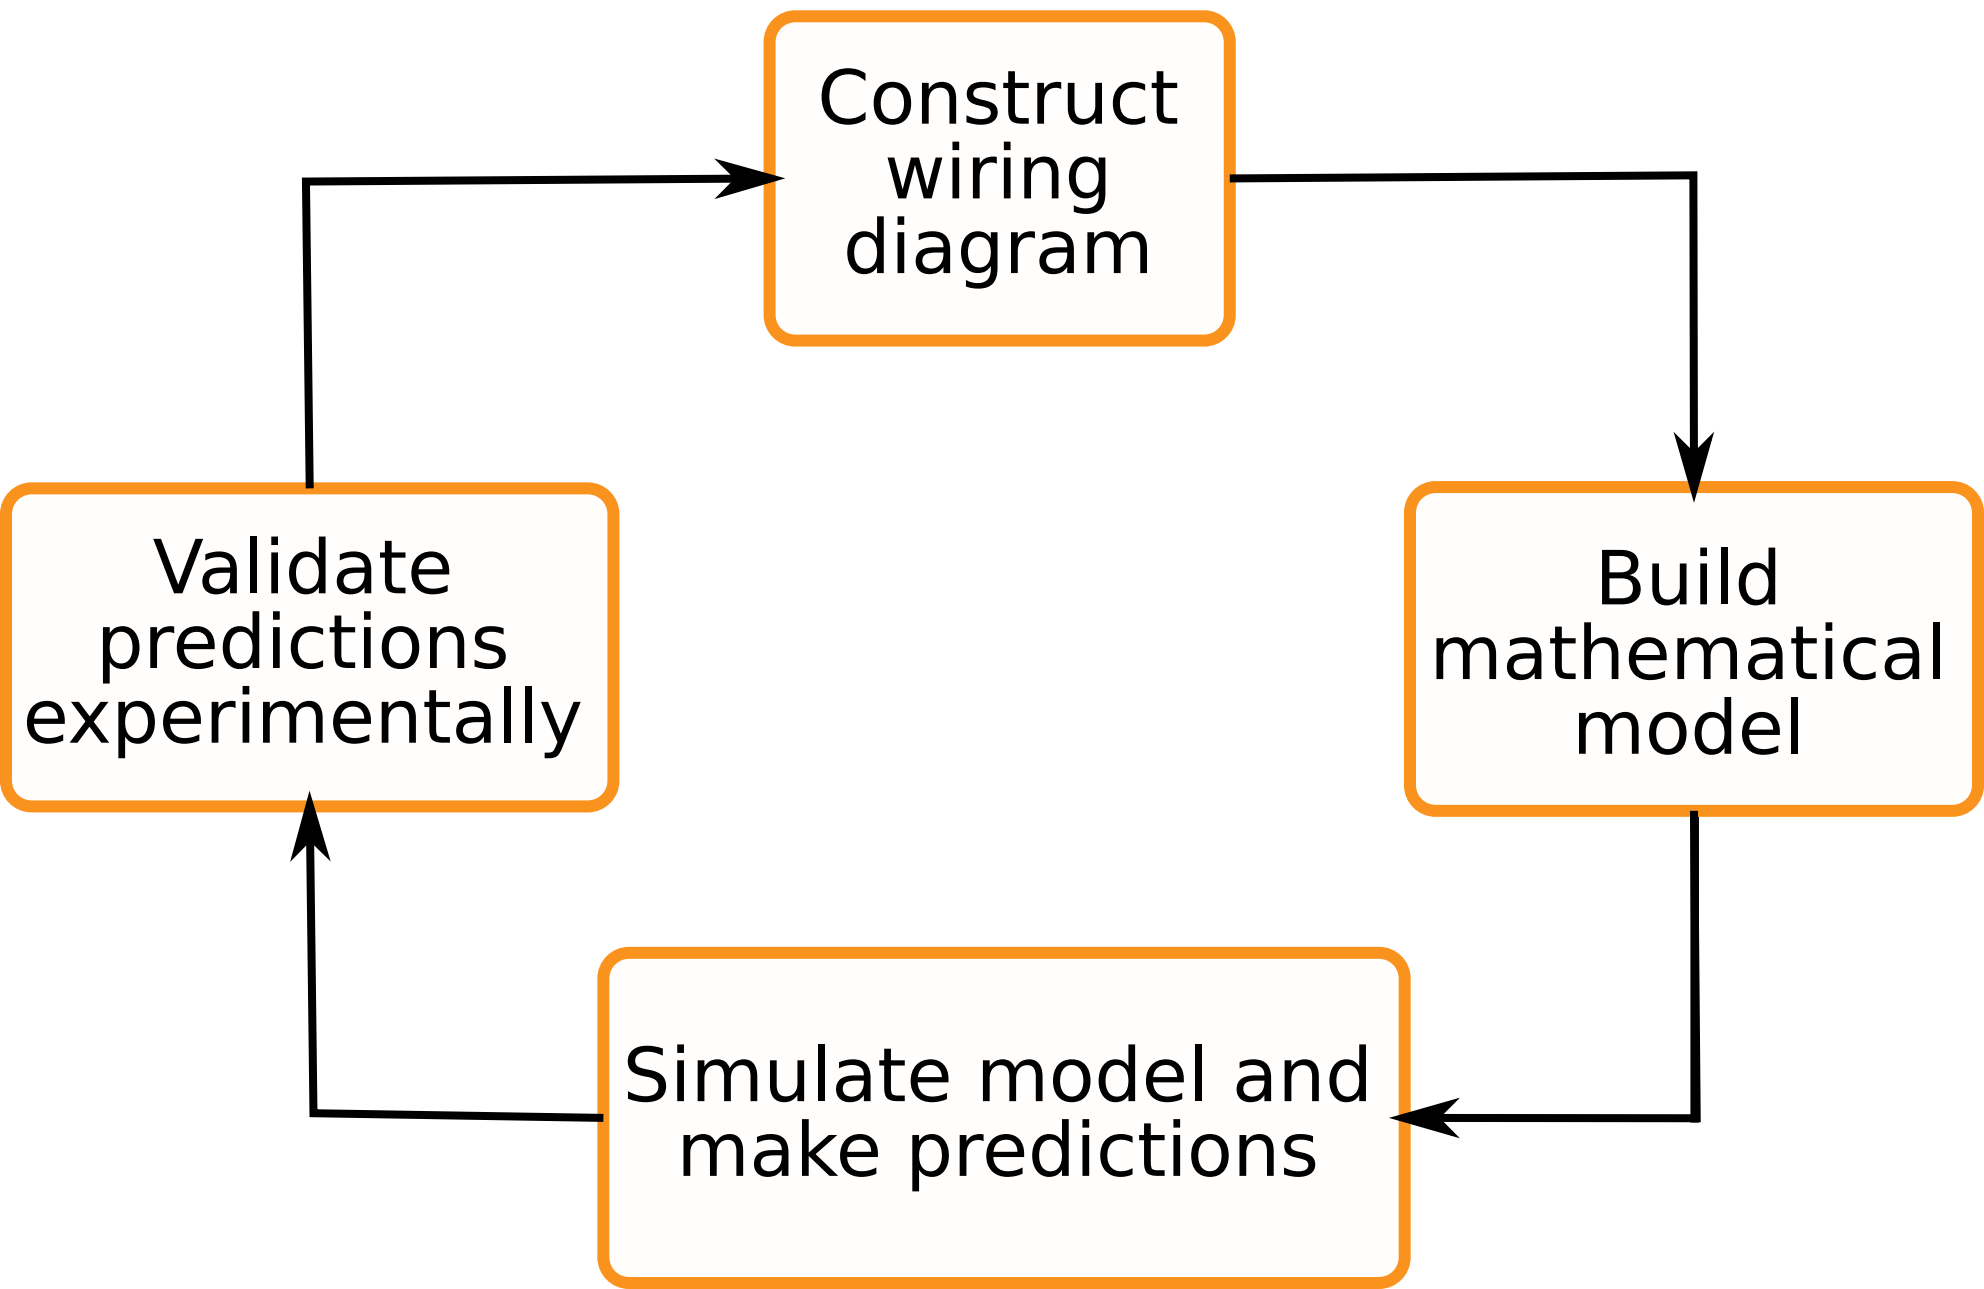 Construct
wiring
diagram
Validate
predictions
experimentally
Build
mathematical
model
Simulate model and
make predictions